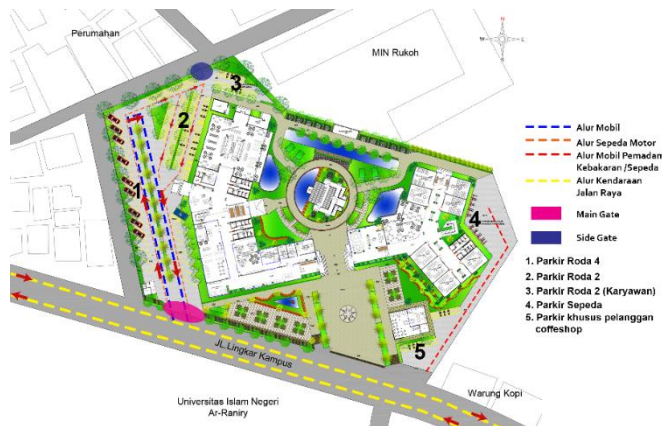 Perumahan
MIN Rukoh
3
2
1
4
5
JL.Lingkar Kampus
Universitas Islam Negeri
Ar-Raniry
Warung Kopi
Alur Mobil
Alur Sepeda Motor
Alur Mobil Pemadan
Kebakaran /Sepeda
Alur Kendaraan
Jalan Raya
Main Gate
Side Gate
1. Parkir Roda 4
2. Parkir Roda 2
3. Parkir Roda 2 (Karyawan)
4. Parkir Sepeda
5. Parkir khusus pelanggan
coffeshop